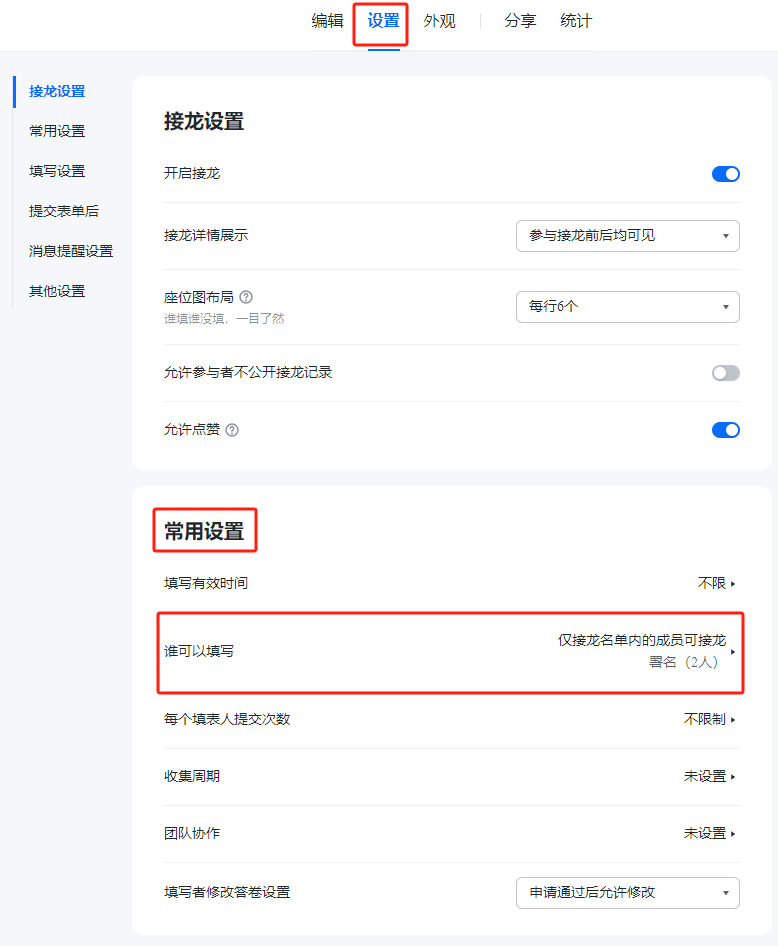 编辑 设置 外观 分享 统计
接龙设置
常用设置
填写设置
提交表单后
消息提醒设置
其他设置
接龙设置
开启接龙
接龙详情展示 参与接龙前后均可见
座位图布局 每行6个
谁填谁没填，一目了然
允许参与者不公开接龙记录
允许点赞
常用设置
填写有效时间 不限
谁可以填写 仅接龙名单内的成员可接龙
署名（2人）
每个填表人提交次数 不限制
收集周期 未设置
团队协作 未设置
填写者修改答卷设置 申请通过后允许修改